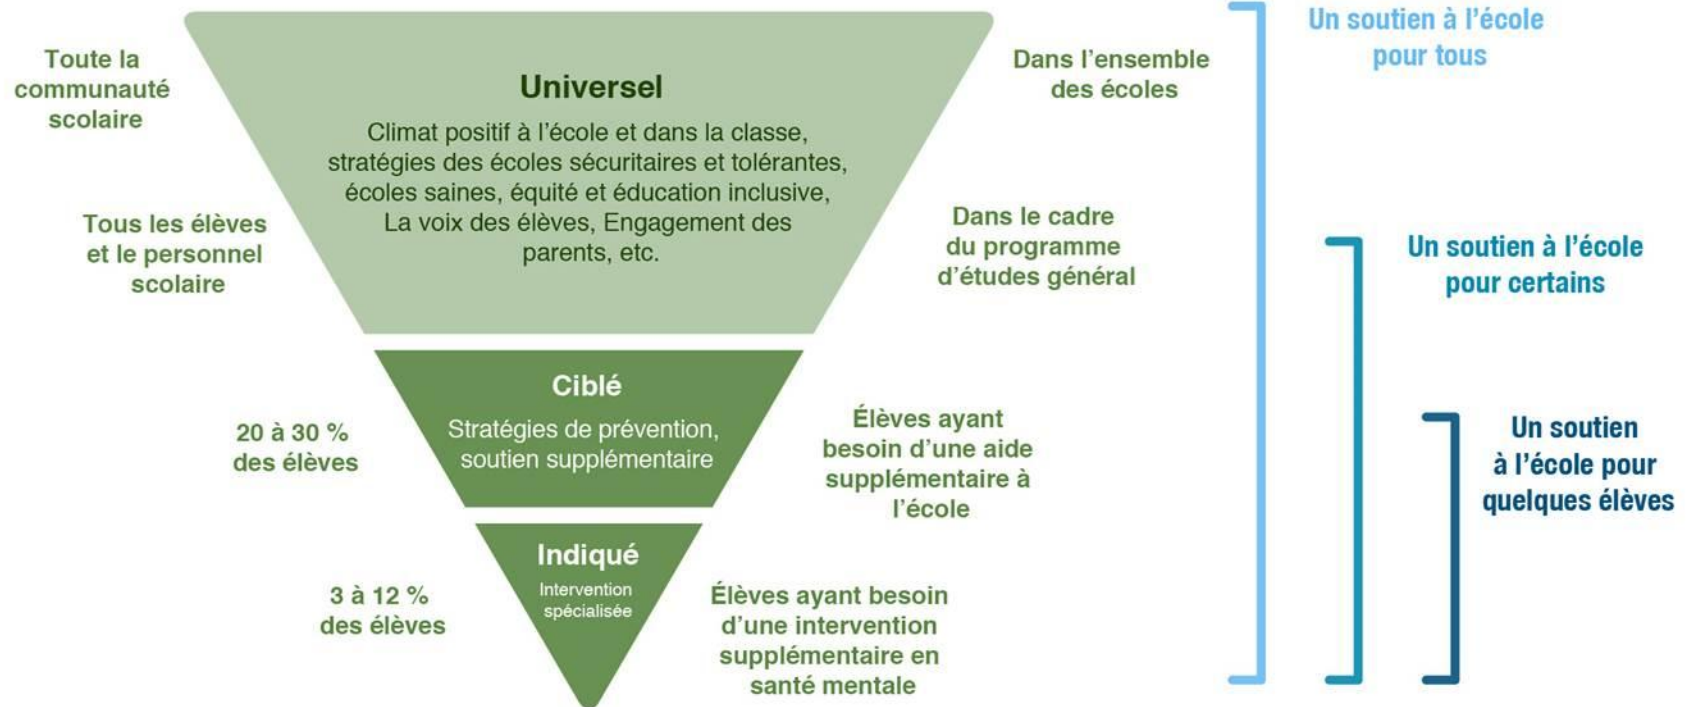 Toute la
communauté
scolaire
Universel
Climat positif à l’école et dans la classe,
stratégies des écoles sécuritaires et tolérantes,
écoles saines, équité et éducation inclusive,
La voix des élèves, Engagement des
parents, etc.
Dans l’ensemble
des écoles
Un soutien à l’école
pour tous
Tous les élèves
et le personnel
scolaire
Dans le cadre
du programme
d’études général
Un soutien à l’école
pour certains
20 à 30 %
des élèves
Ciblé
Stratégies de prévention,
soutien supplémentaire
Élèves ayant
besoin d’une aide
supplémentaire à
l’école
Un soutien
à l’école pour
quelques élèves
3 à 12 %
des élèves
Indiqué
Intervention
spécialisée
Élèves ayant besoin
d’une intervention
supplémentaire en
santé mentale